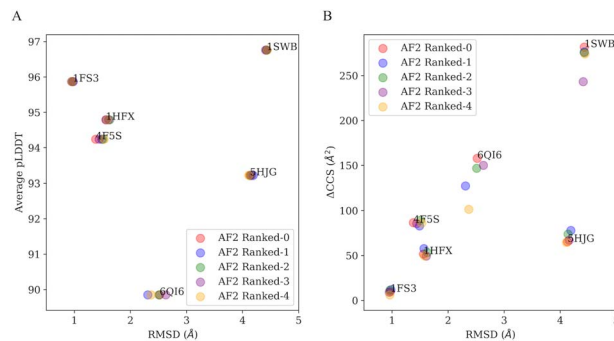 A
B
97
96
95
94
93
92
91
90
Average pLDDT
1SWB
1FS3
1HFX
4F5S
5HJG
6QI6
AF2 Ranked-0
AF2 Ranked-1
AF2 Ranked-2
AF2 Ranked-3
AF2 Ranked-4
1 2 3 4 5
RMSD (Å)
250
200
150
100
50
0
ΔCCS (Å²)
AF2 Ranked-0
AF2 Ranked-1
AF2 Ranked-2
AF2 Ranked-3
AF2 Ranked-4
1SWB
6QI6
4F5S
1HFX
5HJG
1FS3
1 2 3 4 5
RMSD (Å)